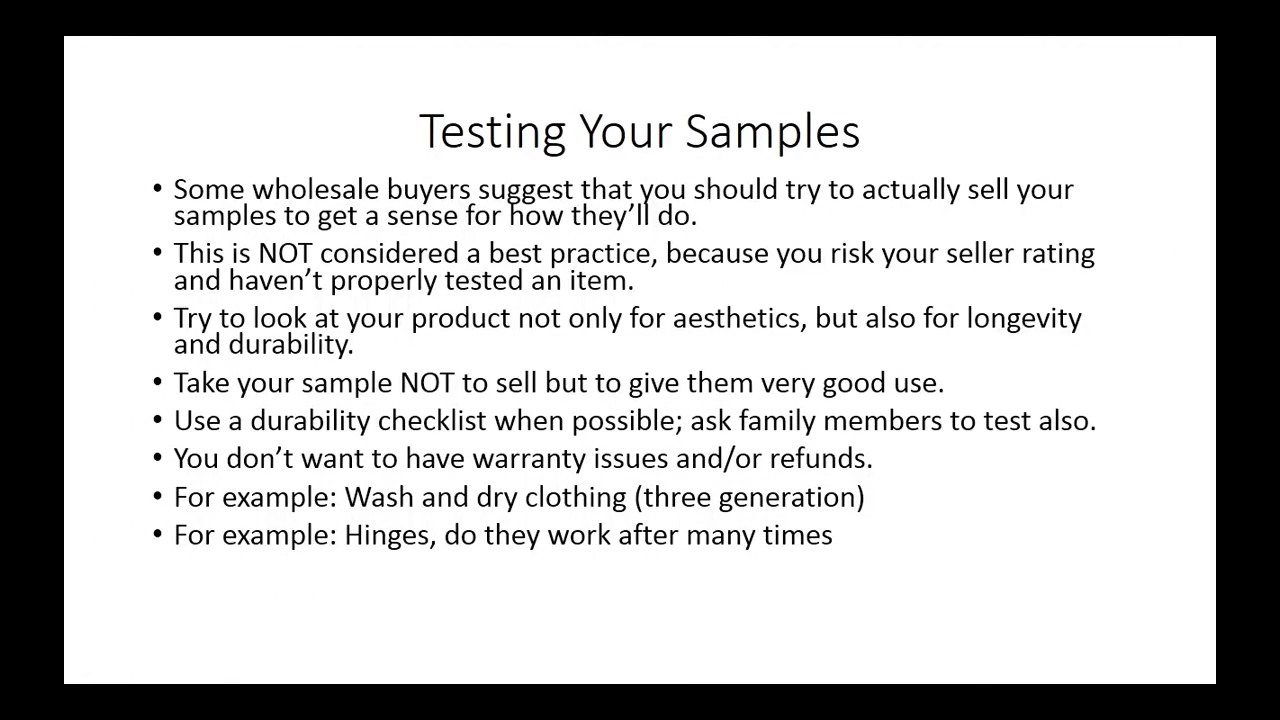 Testing Your Samples
• Some wholesale buyers suggest that you should try to actually sell your
samples to get a sense for how they’ll do.
• This is NOT considered a best practice, because you risk your seller rating
and haven’t properly tested an item.
• Try to look at your product not only for aesthetics, but also for longevity
and durability.
• Take your sample NOT to sell but to give them very good use.
• Use a durability checklist when possible; ask family members to test also.
• You don’t want to have warranty issues and/or refunds.
• For example: Wash and dry clothing (three generation)
• For example: Hinges, do they work after many times